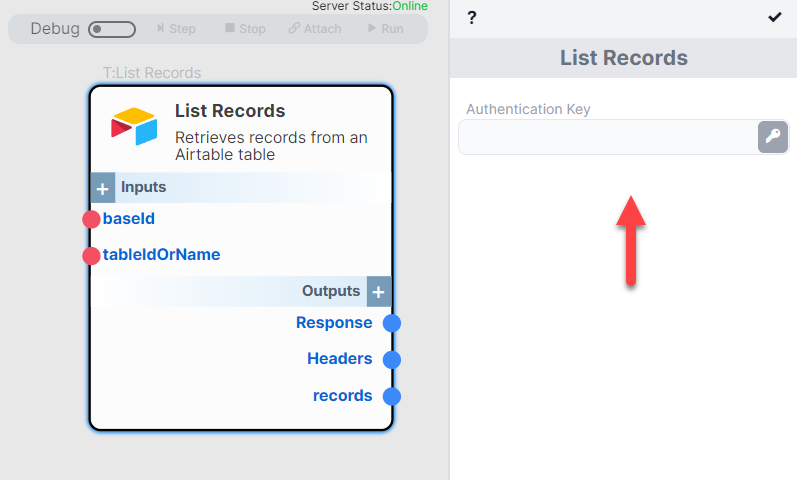 Server Status:Online
Debug Step Stop Attach Run
T:List Records
List Records
Retrieves records from an
Airtable table
+ Inputs
baseId
tableIdOrName
Outputs +
Response
Headers
records
?
List Records
Authentication Key